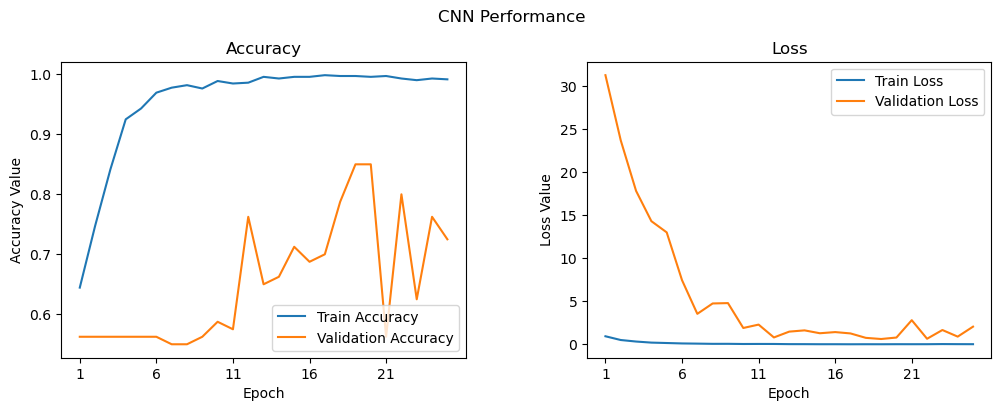 CNN Performance
Accuracy
Accuracy Value
1.0
0.9
0.8
0.7
0.6
1 6 11 16 21
Epoch
Train Accuracy
Validation Accuracy
Loss
Loss Value
30
25
20
15
10
5
0
1 6 11 16 21
Epoch
Train Loss
Validation Loss